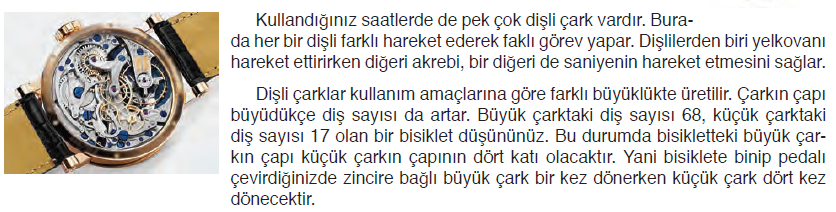 Kullandığınız saatlerde de pek çok dişli çark vardır. Bura-
da her bir dişli farklı hareket ederek faklı görev yapar. Dişlilerden biri yelkovanı
hareket ettirirken diğeri akrebi, bir diğeri de saniyenin hareket etmesini sağlar.
Dişli çarklar kullanım amaçlarına göre farklı büyüklükte üretilir. Çarkın çapı
büyüdükçe diş sayısı da artar. Büyük çarktaki diş sayısı 68, küçük çarktaki
diş sayısı 17 olan bir bisiklet düşününüz. Bu durumda bisikletteki büyük çar-
kın çapı küçük çarkın çapının dört katı olacaktır. Yani bisiklete binip pedalı
çevirdiğinizde zincire bağlı büyük çark bir kez dönerken küçük çark dört kez
dönecektir.